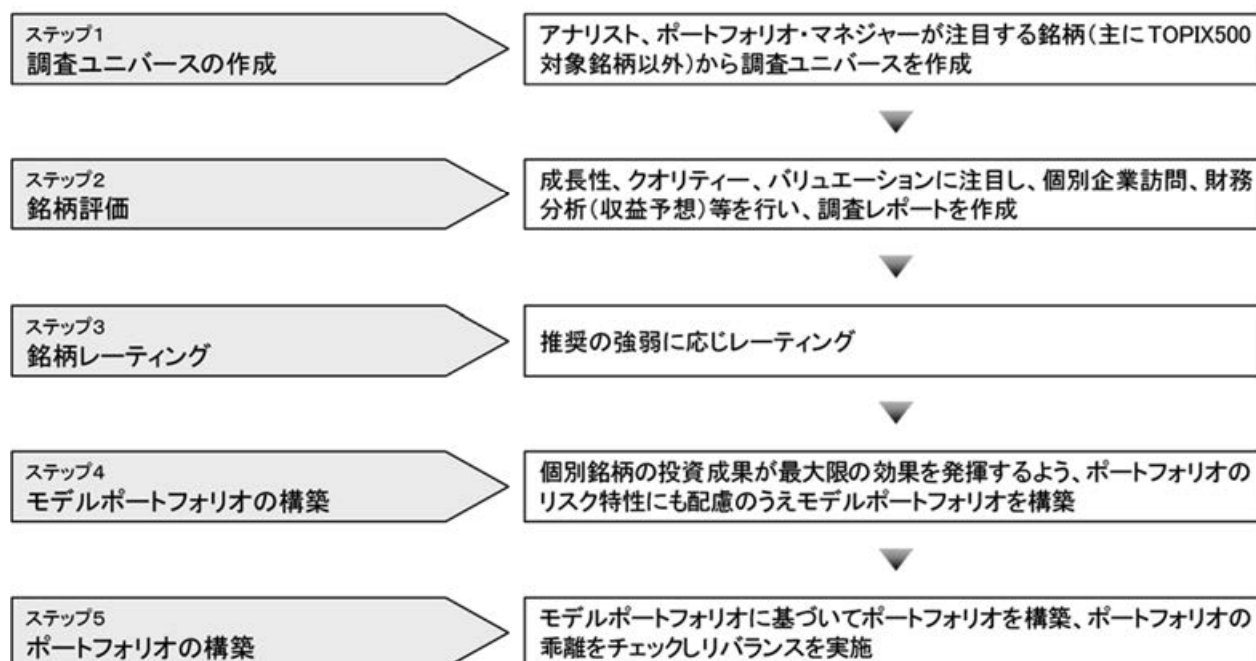 ステップ1
調査ユニバースの作成
アナリスト、ポートフォリオ・マネジャーが注目する銘柄(主にTOPIX500
対象銘柄以外)から調査ユニバースを作成
ステップ2
銘柄評価
成長性、クオリティー、バリュエーションに注目し、個別企業訪問、財務
分析(収益予想)等を行い、調査レポートを作成
ステップ3
銘柄レーティング
推奨の強弱に応じレーティング
ステップ4
モデルポートフォリオの構築
個別銘柄の投資成果が最大限の効果を発揮するよう、ポートフォリオの
リスク特性にも配慮のうえモデルポートフォリオを構築
ステップ5
ポートフォリオの構築
モデルポートフォリオに基づいてポートフォリオを構築、ポートフォリオの
乖離をチェックしリバランスを実施